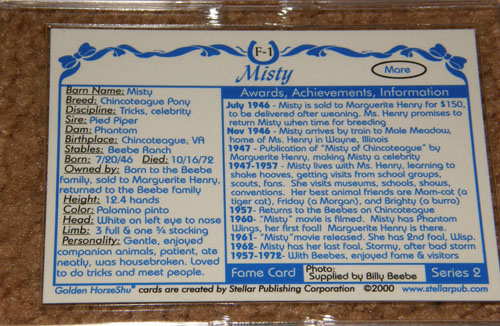 F-1
Misty
Mare
Barn Name: Misty
Breed: Chincoteague Pony
Discipline: Tricks, celebrity
Sire: Pied Piper
Dam: Phantom
Birthplace: Chincoteague, VA
Stables: Beebe Ranch
Born: 7/20/46 Died: 10/16/72
Owned by: Born to the Beebe
family, sold to Marguerite Henry,
returned to the Beebe family
Height: 12.4 hands
Color: Palomino pinto
Head: White on left eye to nose
Limb: 3 full & one ¾ stocking
Personality: Gentle, enjoyed
companion animals, patient, ate
neatly, was housebroken. Loved
to do tricks and meet people.
Awards, Achievements, Information
July 1946 - Misty is sold to Marguerite Henry for $150,
to be delivered after weaning. Ms. Henry promises to
return Misty when time for breeding
Nov 1946 - Misty arrives by train to Mole Meadow,
home of Ms. Henry in Wayne, Illinois
1947 - Publication of "Misty of Chincoteague" by
Marguerite Henry, making Misty a celebrity
1947-1957 - Misty lives with Ms. Henry, learning to
shake hooves, getting visits from school groups,
scouts, fans. She visits museums, schools, shows,
conventions. Her best animal friends are Mom-cat (a
tiger cat), Friday (a Morgan), and Brighty (a burro)
1957- Returns to the Beebes on Chincoteague
1960- "Misty" movie is filmed. Misty has Phantom
Wings, her first foal! Marguerite Henry is there.
1961- "Misty" movie released. She has 2nd foal, Wisp.
1962- Misty has her last foal, Stormy, after bad storm
1957-1972- With Beebes, enjoyed fame & visitors
Fame Card
Photo:
Supplied by Billy Beebe
Series 2
Golden HorseShu® cards are created by Stellar Publishing Corporation ©2000 www.stellarpub.com